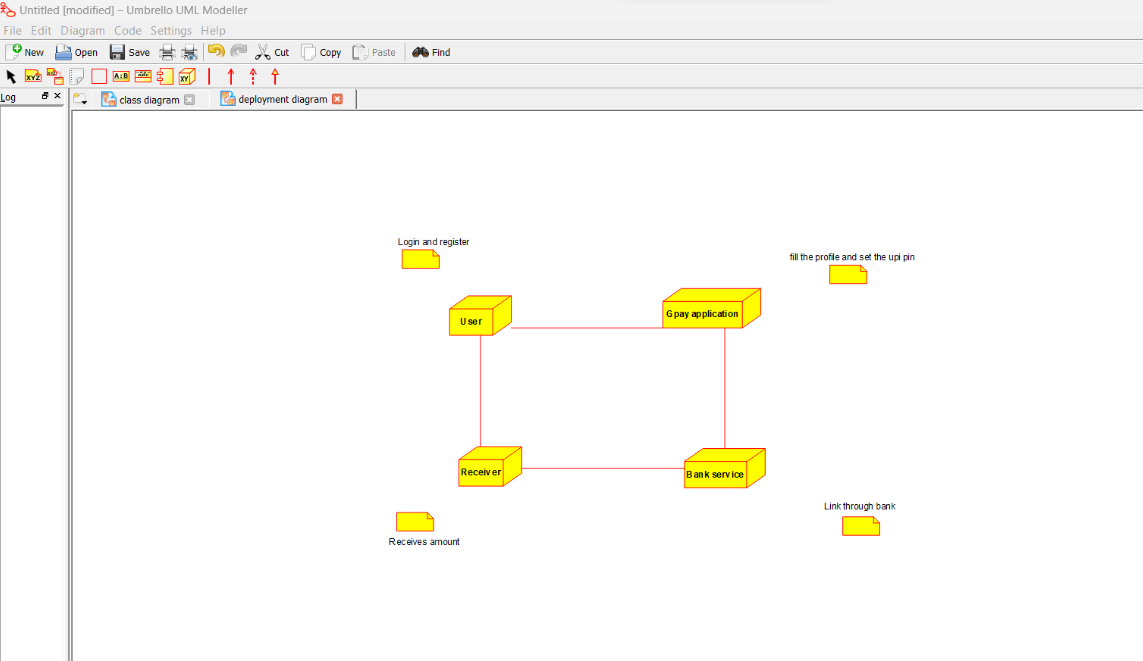 Untitled [modified] – Umbrello UML Modeller
File Edit Diagram Code Settings Help
New Open Save Cut Copy Paste Find
XYZ A:B abc XY
Log class diagram deployment diagram
Login and register
fill the profile and set the upi pin
User
Gpay application
Receiver
Bank service
Link through bank
Receives amount